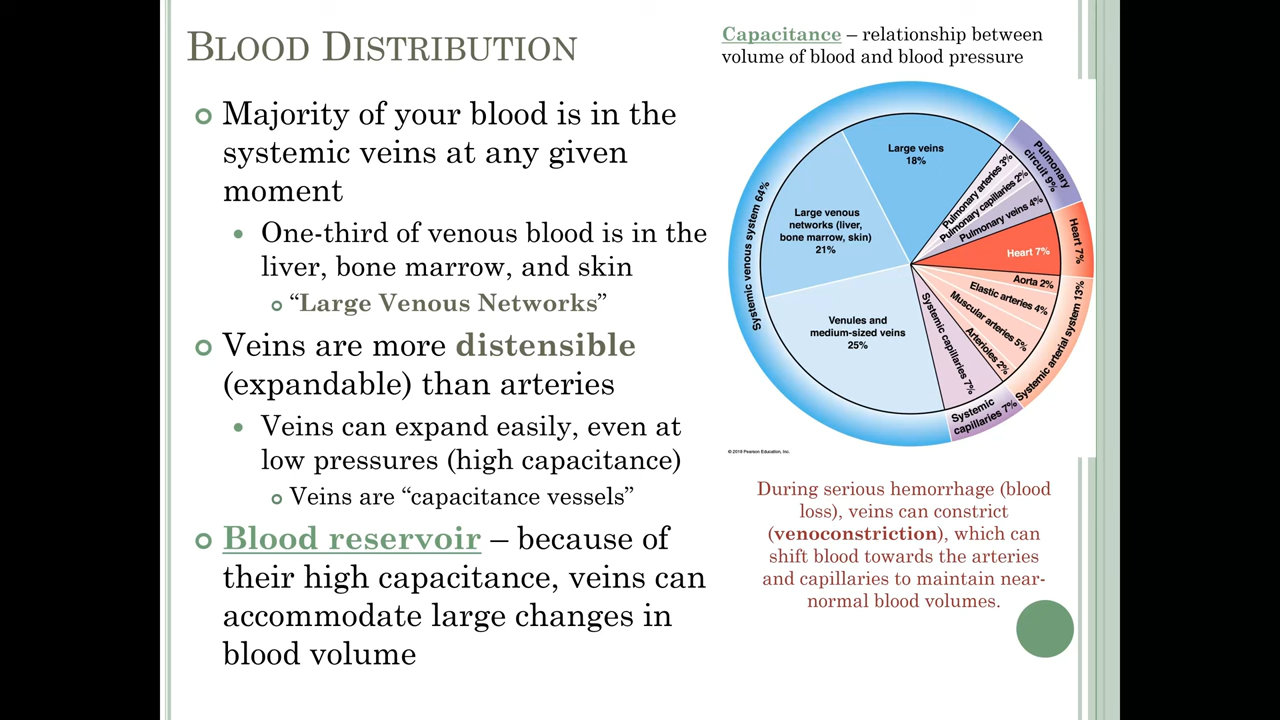 BLOOD DISTRIBUTION
Majority of your blood is in the
systemic veins at any given
moment
One-third of venous blood is in the
liver, bone marrow, and skin
“Large Venous Networks”
Veins are more distensible
(expandable) than arteries
Veins can expand easily, even at
low pressures (high capacitance)
Veins are “capacitance vessels”
Blood reservoir – because of
their high capacitance, veins can
accommodate large changes in
blood volume
Capacitance – relationship between
volume of blood and blood pressure
Large veins
18%
Pulmonary arteries 3%
Pulmonary capillaries 2%
Pulmonary veins 4%
Pulmonary
circuit 9%
Heart 7%
Heart 7%
Aorta 2%
Elastic arteries 4%
Muscular arteries 5%
Arterioles 2%
Systemic arterial system 13%
Systemic capillaries 7%
Systemic
capillaries 7%
Venules and
medium-sized veins
25%
Large venous
networks (liver,
bone marrow, skin)
21%
Systemic venous system 64%
© 2018 Pearson Education, Inc.
During serious hemorrhage (blood
loss), veins can constrict
(venoconstriction), which can
shift blood towards the arteries
and capillaries to maintain near-
normal blood volumes.